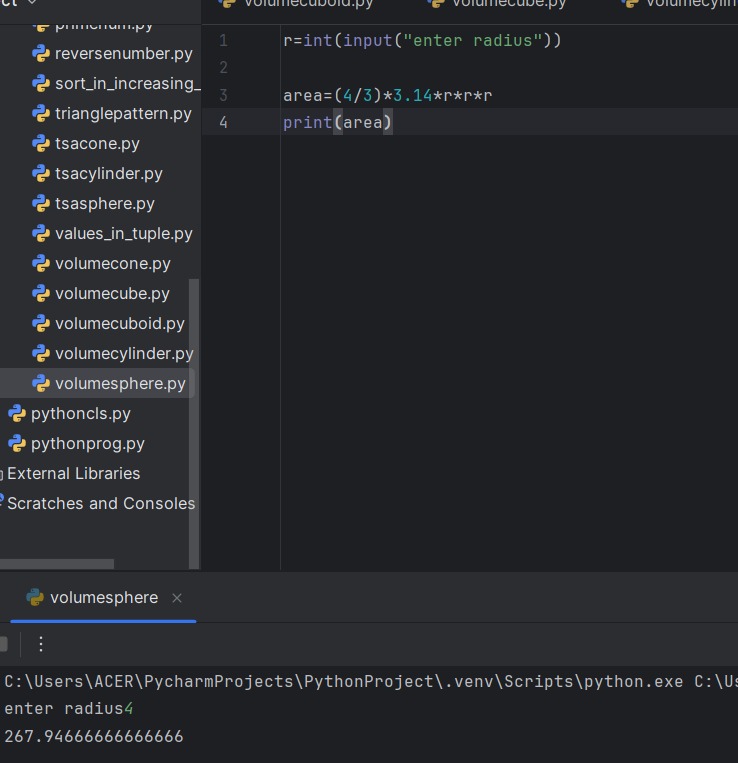 volumecuboid.py volumecube.py
primenum.py
reversenumber.py
sort_in_increasing_
trianglepattern.py
tsacone.py
tsacylinder.py
tsasphere.py
values_in_tuple.py
volumecone.py
volumecube.py
volumecuboid.py
volumecylinder.py
volumesphere.py
pythoncls.py
pythonprog.py
External Libraries
Scratches and Consoles
1 r=int(input("enter radius"))
2
3 area=(4/3)*3.14*r*r*r
4 print(area)
volumesphere
C:\Users\ACER\PycharmProjects\PythonProject\.venv\Scripts\python.exe C:\Us
enter radius4
267.94666666666666